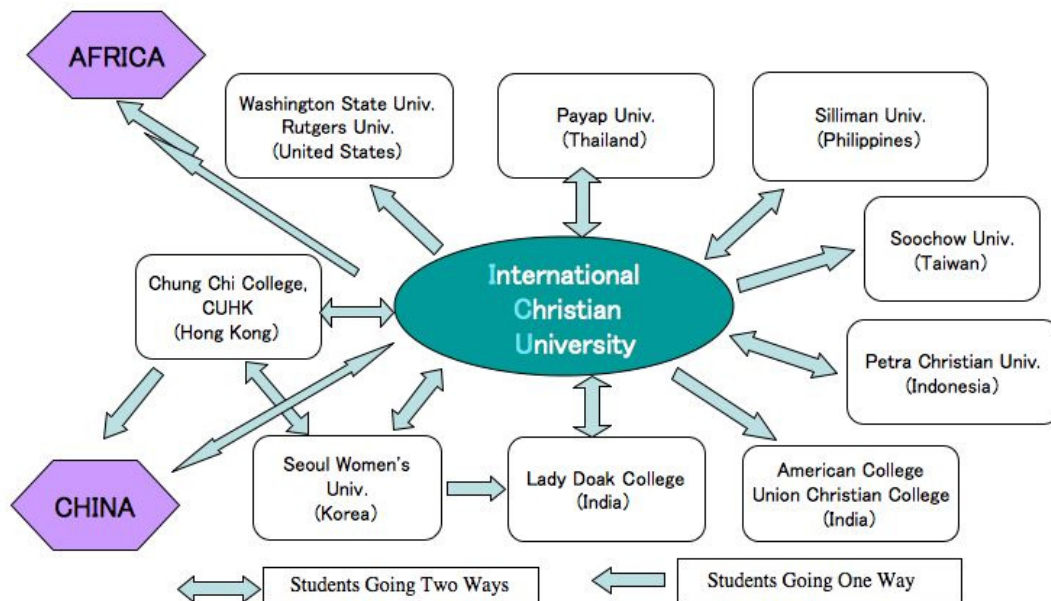 AFRICA
Washington State Univ.
Rutgers Univ.
(United States)
Payap Univ.
(Thailand)
Silliman Univ.
(Philippines)
Soochow Univ.
(Taiwan)
Chung Chi College,
CUHK
(Hong Kong)
International
Christian
University
Petra Christian Univ.
(Indonesia)
CHINA
Seoul Women's
Univ.
(Korea)
Lady Doak College
(India)
American College
Union Christian College
(India)
Students Going Two Ways
Students Going One Way